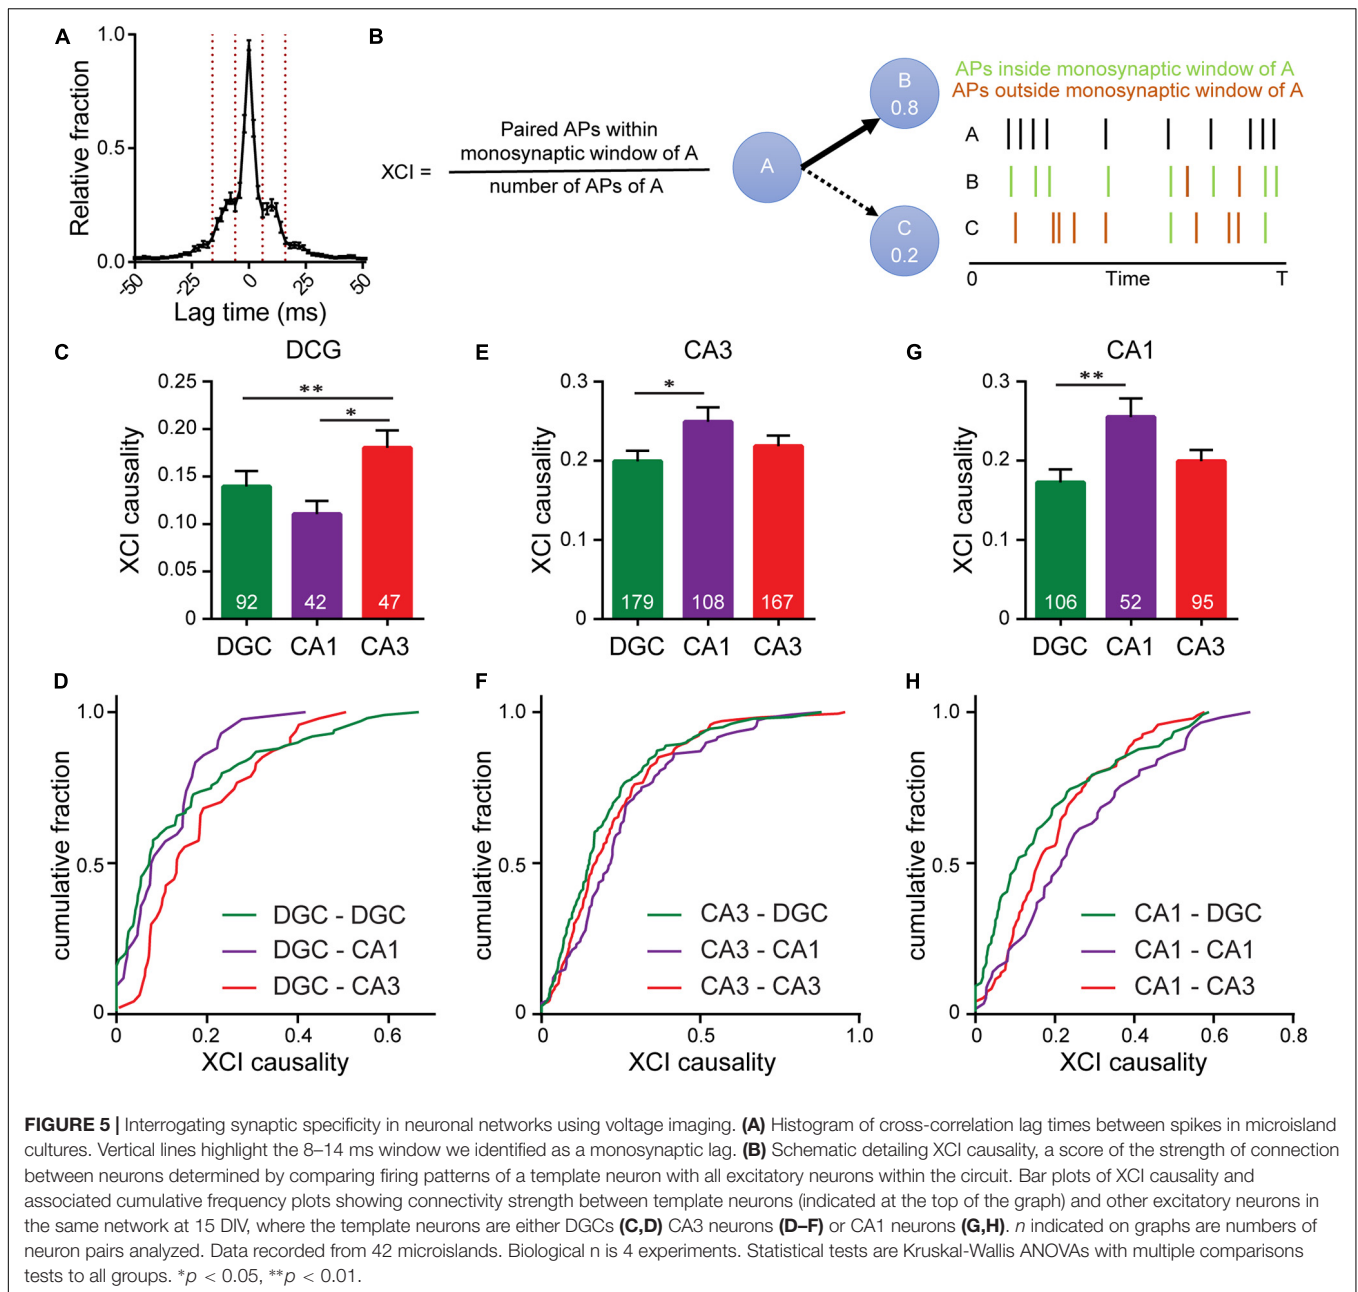 A
1.0
0.5
0.0
Relative fraction
-50
-25
0
25
50
Lag time (ms)
B
XCI =
Paired APs within
monosynaptic window of A
number of APs of A
A
B
0.8
C
0.2
APs inside monosynaptic window of A
APs outside monosynaptic window of A
A
B
C
0
Time
T
C
DCG
0.25
0.20
0.15
0.10
0.05
0
XCI causality
**
*
92
42
47
DGC
CA1
CA3
E
CA3
0.3
0.2
0.1
0
XCI causality
*
179
108
167
DGC
CA1
CA3
G
CA1
0.3
0.2
0.1
0
XCI causality
**
106
52
95
DGC
CA1
CA3
D
1.0
0.5
0
cumulative fraction
DGC - DGC
DGC - CA1
DGC - CA3
0
0.2
0.4
0.6
XCI causality
F
1.0
0.5
0
cumulative fraction
CA3 - DGC
CA3 - CA1
CA3 - CA3
0
0.5
1.0
XCI causality
H
1.0
0.5
0
cumulative fraction
CA1 - DGC
CA1 - CA1
CA1 - CA3
0
0.2
0.4
0.6
0.8
XCI causality
FIGURE 5 | Interrogating synaptic specificity in neuronal networks using voltage imaging. (A) Histogram of cross-correlation lag times between spikes in microisland
cultures. Vertical lines highlight the 8–14 ms window we identified as a monosynaptic lag. (B) Schematic detailing XCI causality, a score of the strength of connection
between neurons determined by comparing firing patterns of a template neuron with all excitatory neurons within the circuit. Bar plots of XCI causality and
associated cumulative frequency plots showing connectivity strength between template neurons (indicated at the top of the graph) and other excitatory neurons in
the same network at 15 DIV, where the template neurons are either DGCs (C,D) CA3 neurons (D–F) or CA1 neurons (G,H). n indicated on graphs are numbers of
neuron pairs analyzed. Data recorded from 42 microislands. Biological n is 4 experiments. Statistical tests are Kruskal-Wallis ANOVAs with multiple comparisons
tests to all groups. *p < 0.05, **p < 0.01.